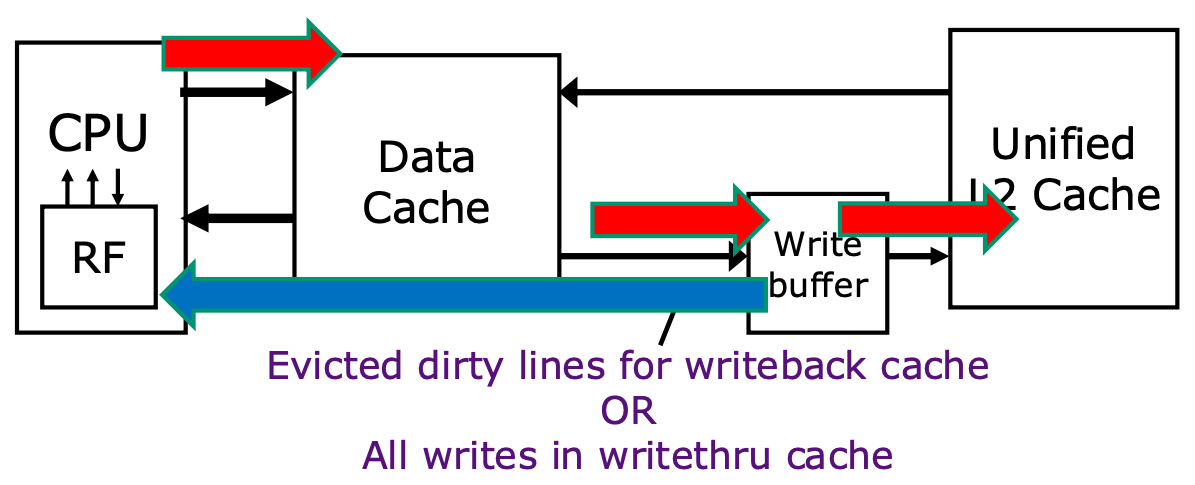 CPU
RF
Data
Cache
Write
buffer
Unified
L2 Cache
Evicted dirty lines for writeback cache
OR
All writes in writethru cache